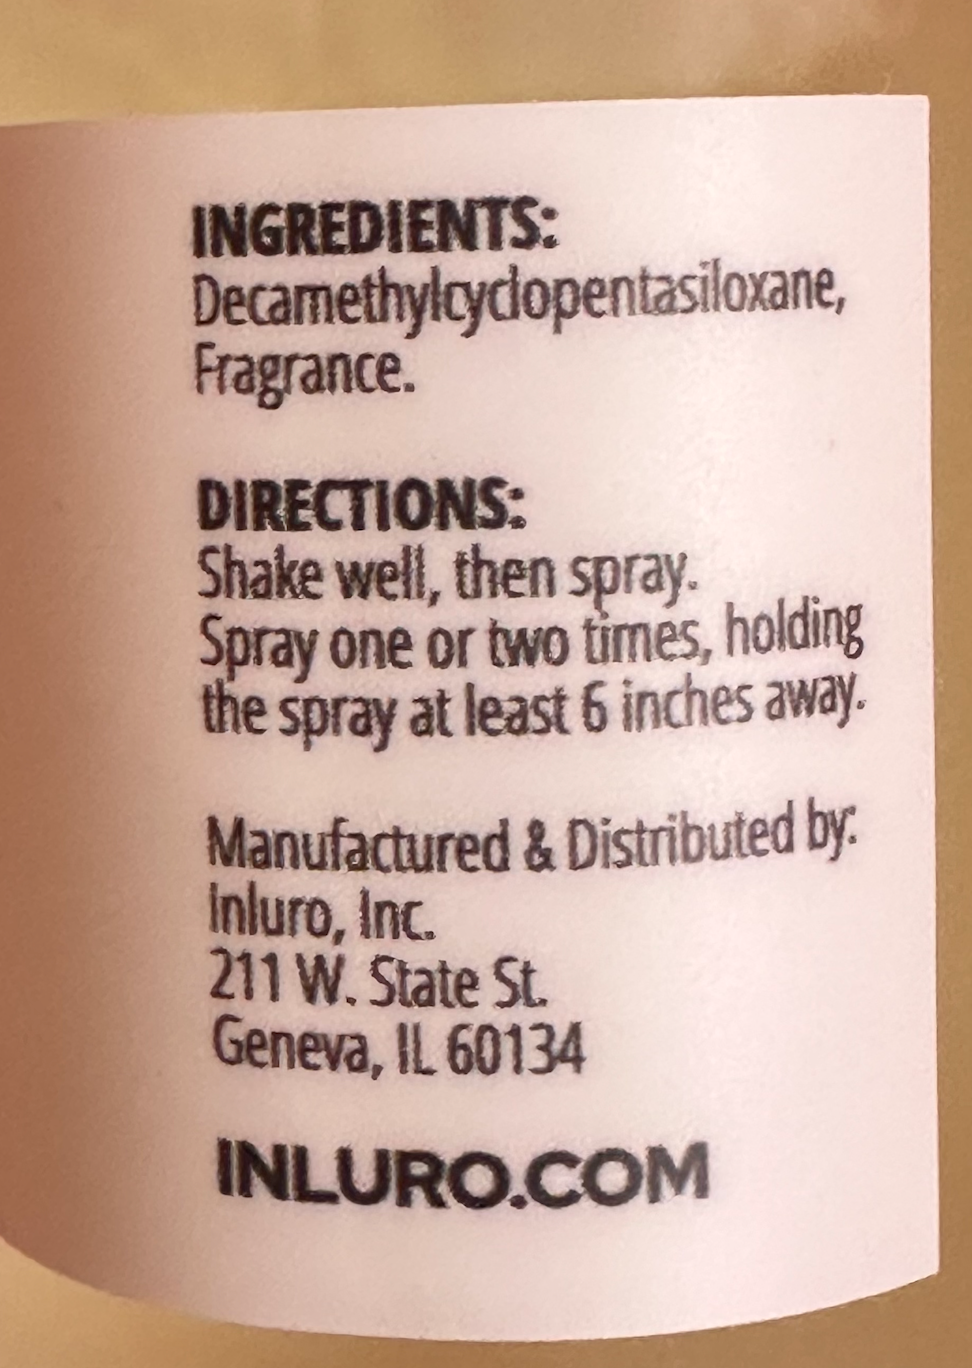 INGREDIENTS:
Decamethylcyclopentasiloxane,
Fragrance.
DIRECTIONS:
Shake well, then spray.
Spray one or two times, holding
the spray at least 6 inches away.
Manufactured & Distributed by:
Inluro, Inc.
211 W. State St.
Geneva, IL 60134
INLURO.COM